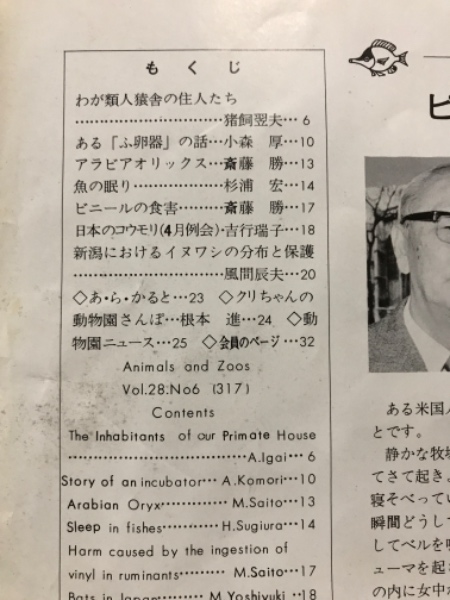 もくじ
わが類人猿舎の住人たち
…………………………猪飼翌夫…6
ある「ふ卵器」の話…小森 厚…10
アラビアオリックス…斎藤 勝…13
魚の眠り………………杉浦 宏…14
ビニールの食害………斎藤 勝…17
日本のコウモリ(4月例会)・吉行瑞子…18
新潟におけるイヌワシの分布と保護
…………………………風間辰夫…20
◇あ・ら・かると…23 ◇クリちゃんの
動物園さんぽ…根本 進…24 ◇動
物園ニュース…25 ◇会員のページ…32
Animals and Zoos
Vol.28.No6 (317)
Contents
The Inhabitants of our Primate House
…………………………A.Igai…6
Story of an incubator…A.Komori…10
Arabian Oryx…………M.Saito…13
Sleep in fishes…………H.Sugiura…14
Harm caused by the ingestion of
vinyl in ruminants………M.Saito…17
Bats in Japan………M.Yoshiyuki…18
ある米国人
とです。
静かな牧場
てさて起きよ
寝そべってい
瞬間どうして
してベルを鳴
ューマを起き
の内に女中